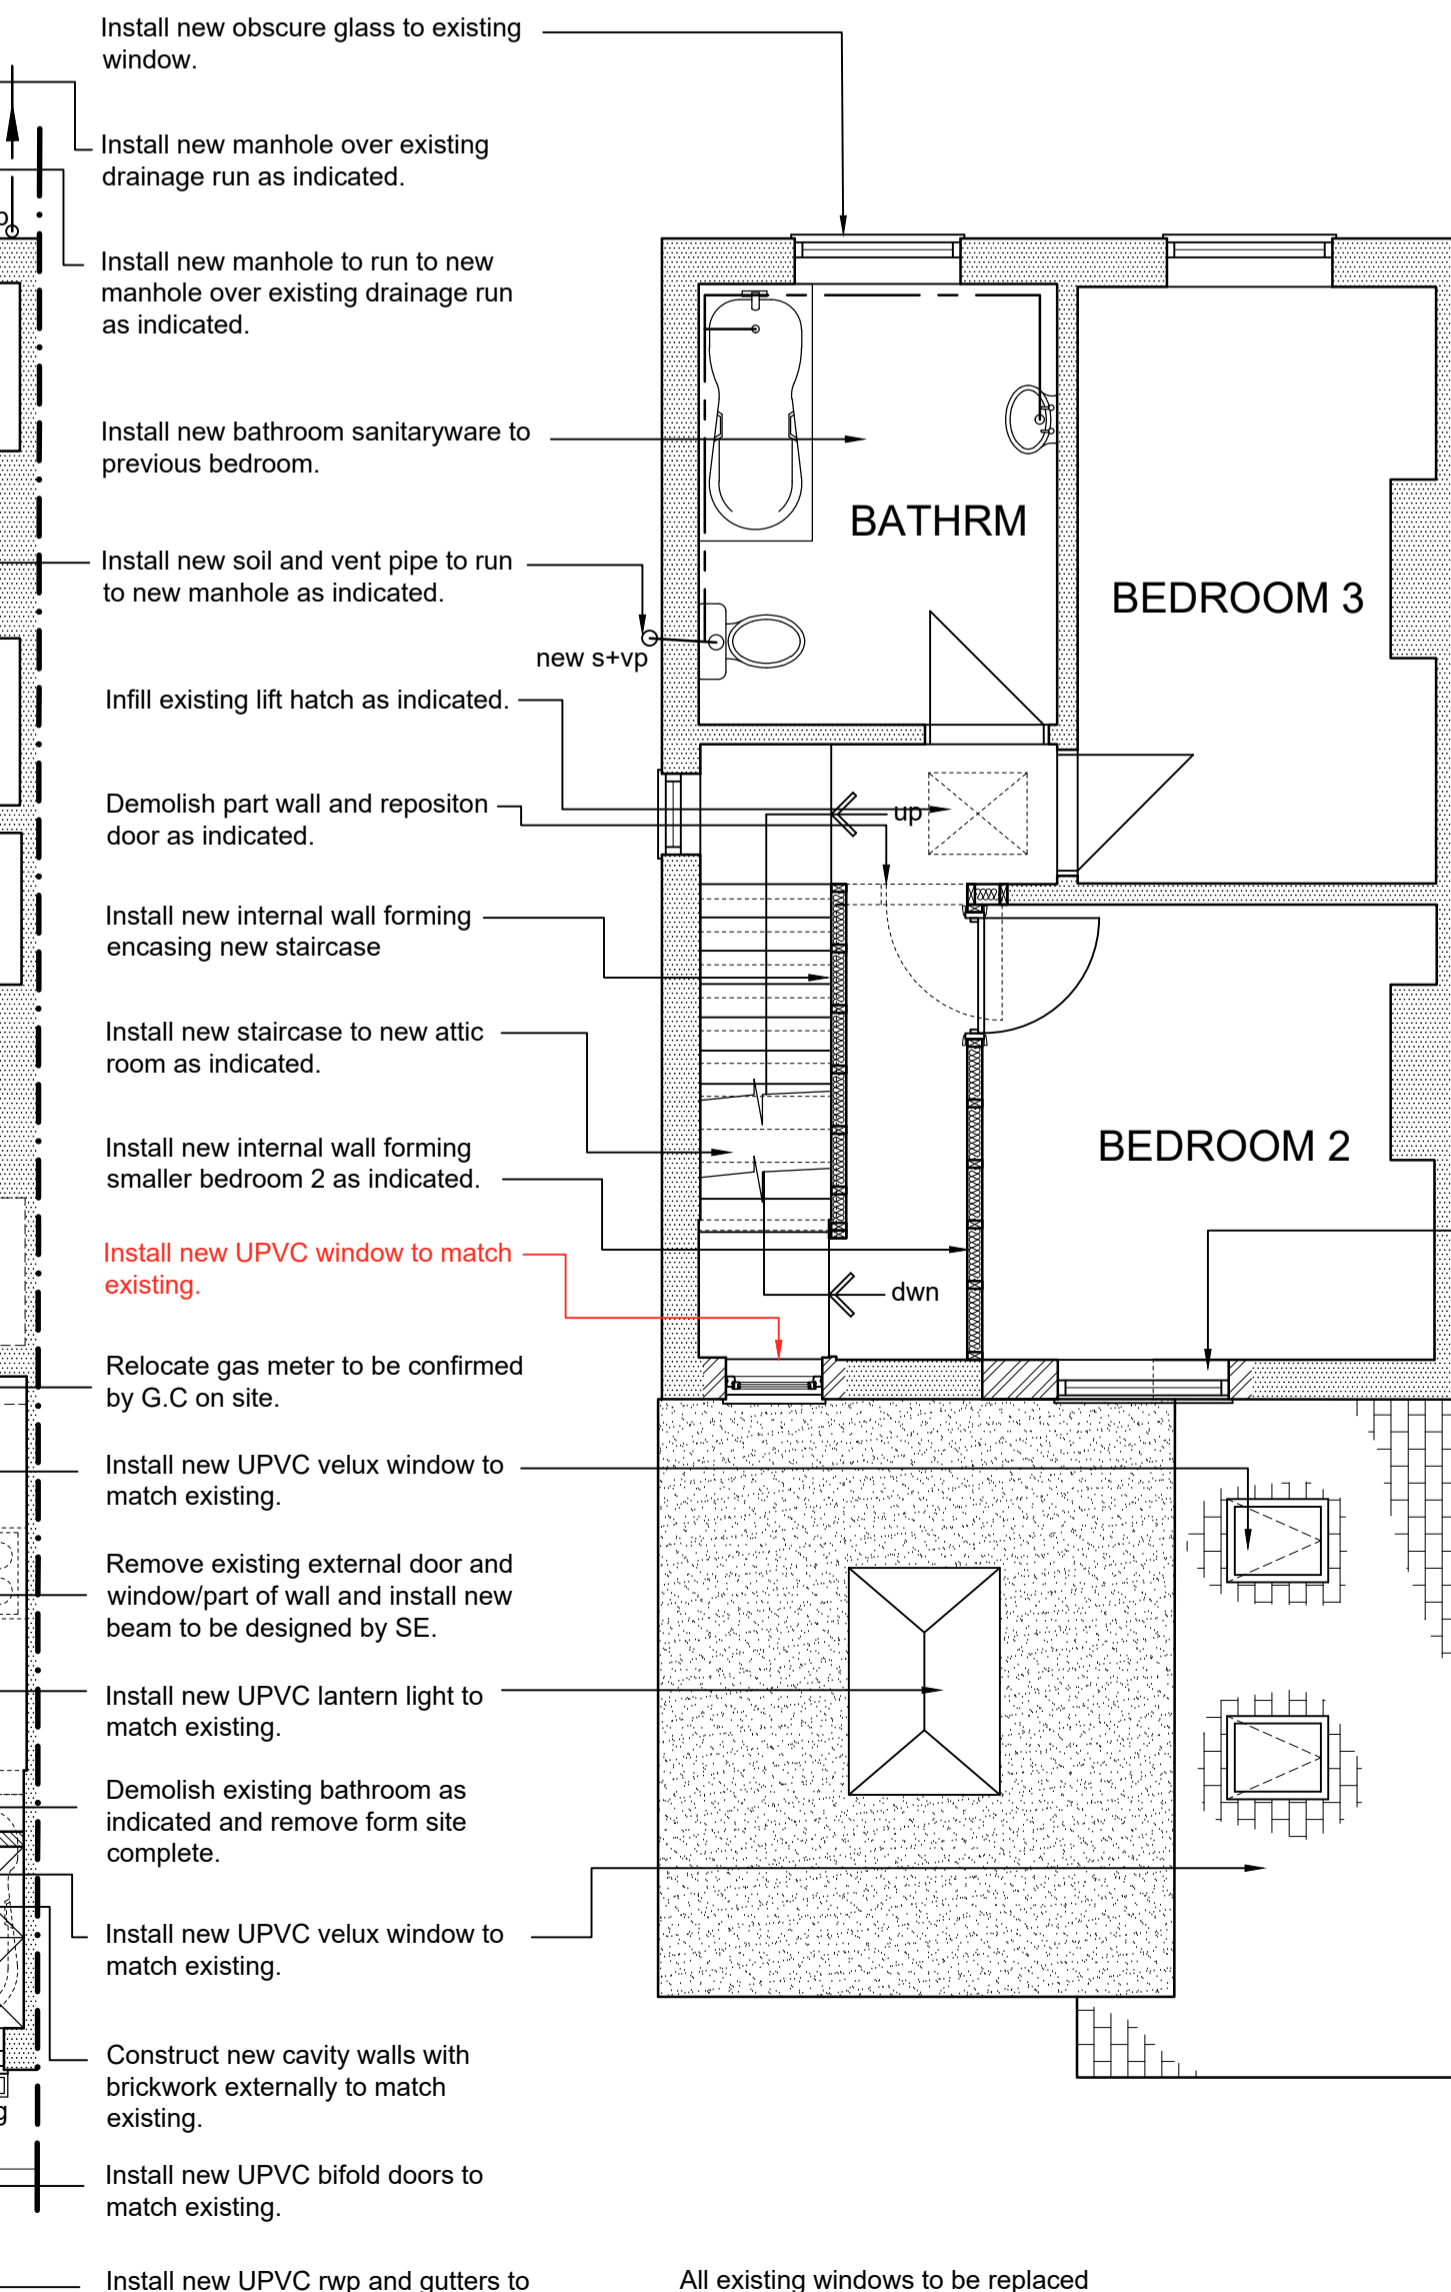 Install new obscure glass to existing
window.
Install new manhole over existing
drainage run as indicated.
Install new manhole to run to new
manhole over existing drainage run
as indicated.
Install new bathroom sanitaryware to
previous bedroom.
BATHRM
BEDROOM 3
Install new soil and vent pipe to run
to new manhole as indicated.
new s+vp
Infill existing lift hatch as indicated.
up
Demolish part wall and repositon
door as indicated.
Install new internal wall forming
encasing new staircase
Install new staircase to new attic
room as indicated.
Install new internal wall forming
smaller bedroom 2 as indicated.
BEDROOM 2
Install new UPVC window to match
existing.
dwn
Relocate gas meter to be confirmed
by G.C on site.
Install new UPVC velux window to
match existing.
Remove existing external door and
window/part of wall and install new
beam to be designed by SE.
Install new UPVC lantern light to
match existing.
Demolish existing bathroom as
indicated and remove form site
complete.
Install new UPVC velux window to
match existing.
Construct new cavity walls with
brickwork externally to match
existing.
Install new UPVC bifold doors to
match existing.
Install new UPVC rwp and gutters to
All existing windows to be replaced